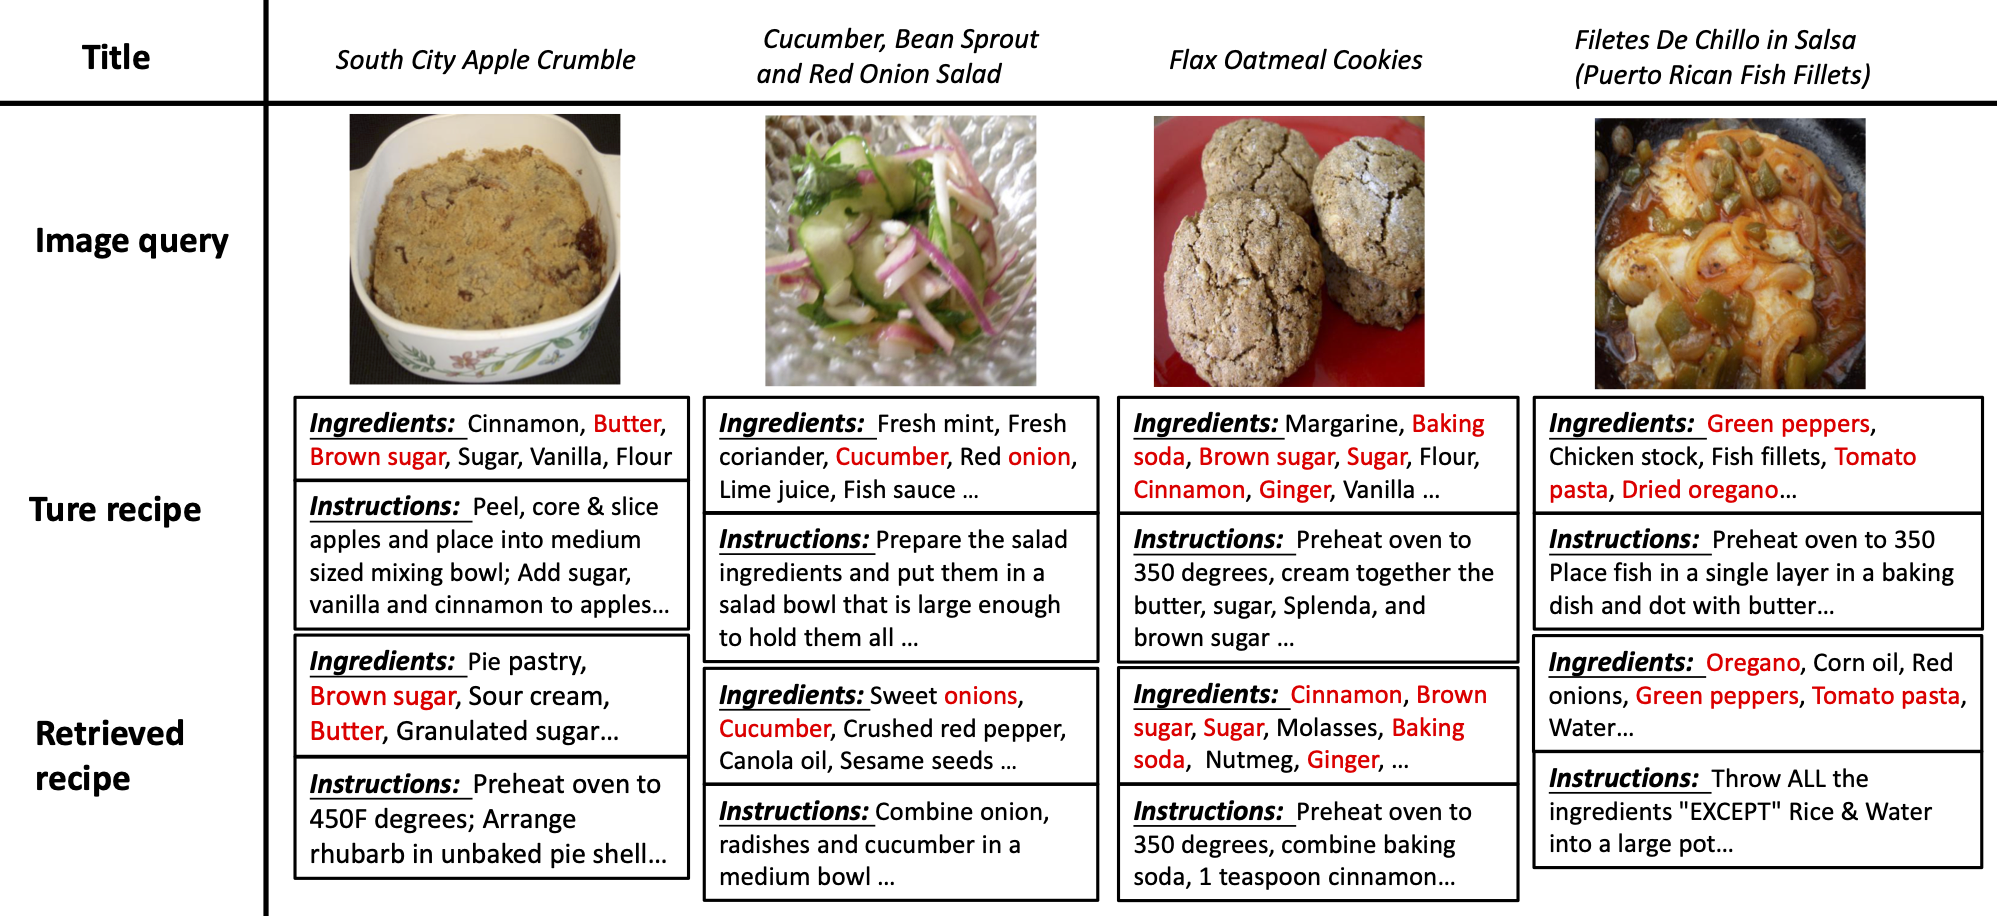 Title
South City Apple Crumble
Cucumber, Bean Sprout
and Red Onion Salad
Flax Oatmeal Cookies
Filetes De Chillo in Salsa
(Puerto Rican Fish Fillets)
Image query
Ture recipe
Ingredients: Cinnamon, Butter,
Brown sugar, Sugar, Vanilla, Flour
Instructions: Peel, core & slice
apples and place into medium
sized mixing bowl; Add sugar,
vanilla and cinnamon to apples...
Ingredients: Fresh mint, Fresh
coriander, Cucumber, Red onion,
Lime juice, Fish sauce ...
Instructions: Prepare the salad
ingredients and put them in a
salad bowl that is large enough
to hold them all ...
Ingredients: Margarine, Baking
soda, Brown sugar, Sugar, Flour,
Cinnamon, Ginger, Vanilla ...
Instructions: Preheat oven to
350 degrees, cream together the
butter, sugar, Splenda, and
brown sugar ...
Ingredients: Green peppers,
Chicken stock, Fish fillets, Tomato
pasta, Dried oregano...
Instructions: Preheat oven to 350
Place fish in a single layer in a baking
dish and dot with butter...
Retrieved
recipe
Ingredients: Pie pastry,
Brown sugar, Sour cream,
Butter, Granulated sugar...
Instructions: Preheat oven to
450F degrees; Arrange
rhubarb in unbaked pie shell...
Ingredients: Sweet onions,
Cucumber, Crushed red pepper,
Canola oil, Sesame seeds ...
Instructions: Combine onion,
radishes and cucumber in a
medium bowl ...
Ingredients: Cinnamon, Brown
sugar, Sugar, Molasses, Baking
soda, Nutmeg, Ginger, ...
Instructions: Preheat oven to
350 degrees, combine baking
soda, 1 teaspoon cinnamon...
Ingredients: Oregano, Corn oil, Red
onions, Green peppers, Tomato pasta,
Water...
Instructions: Throw ALL the
ingredients "EXCEPT" Rice & Water
into a large pot...